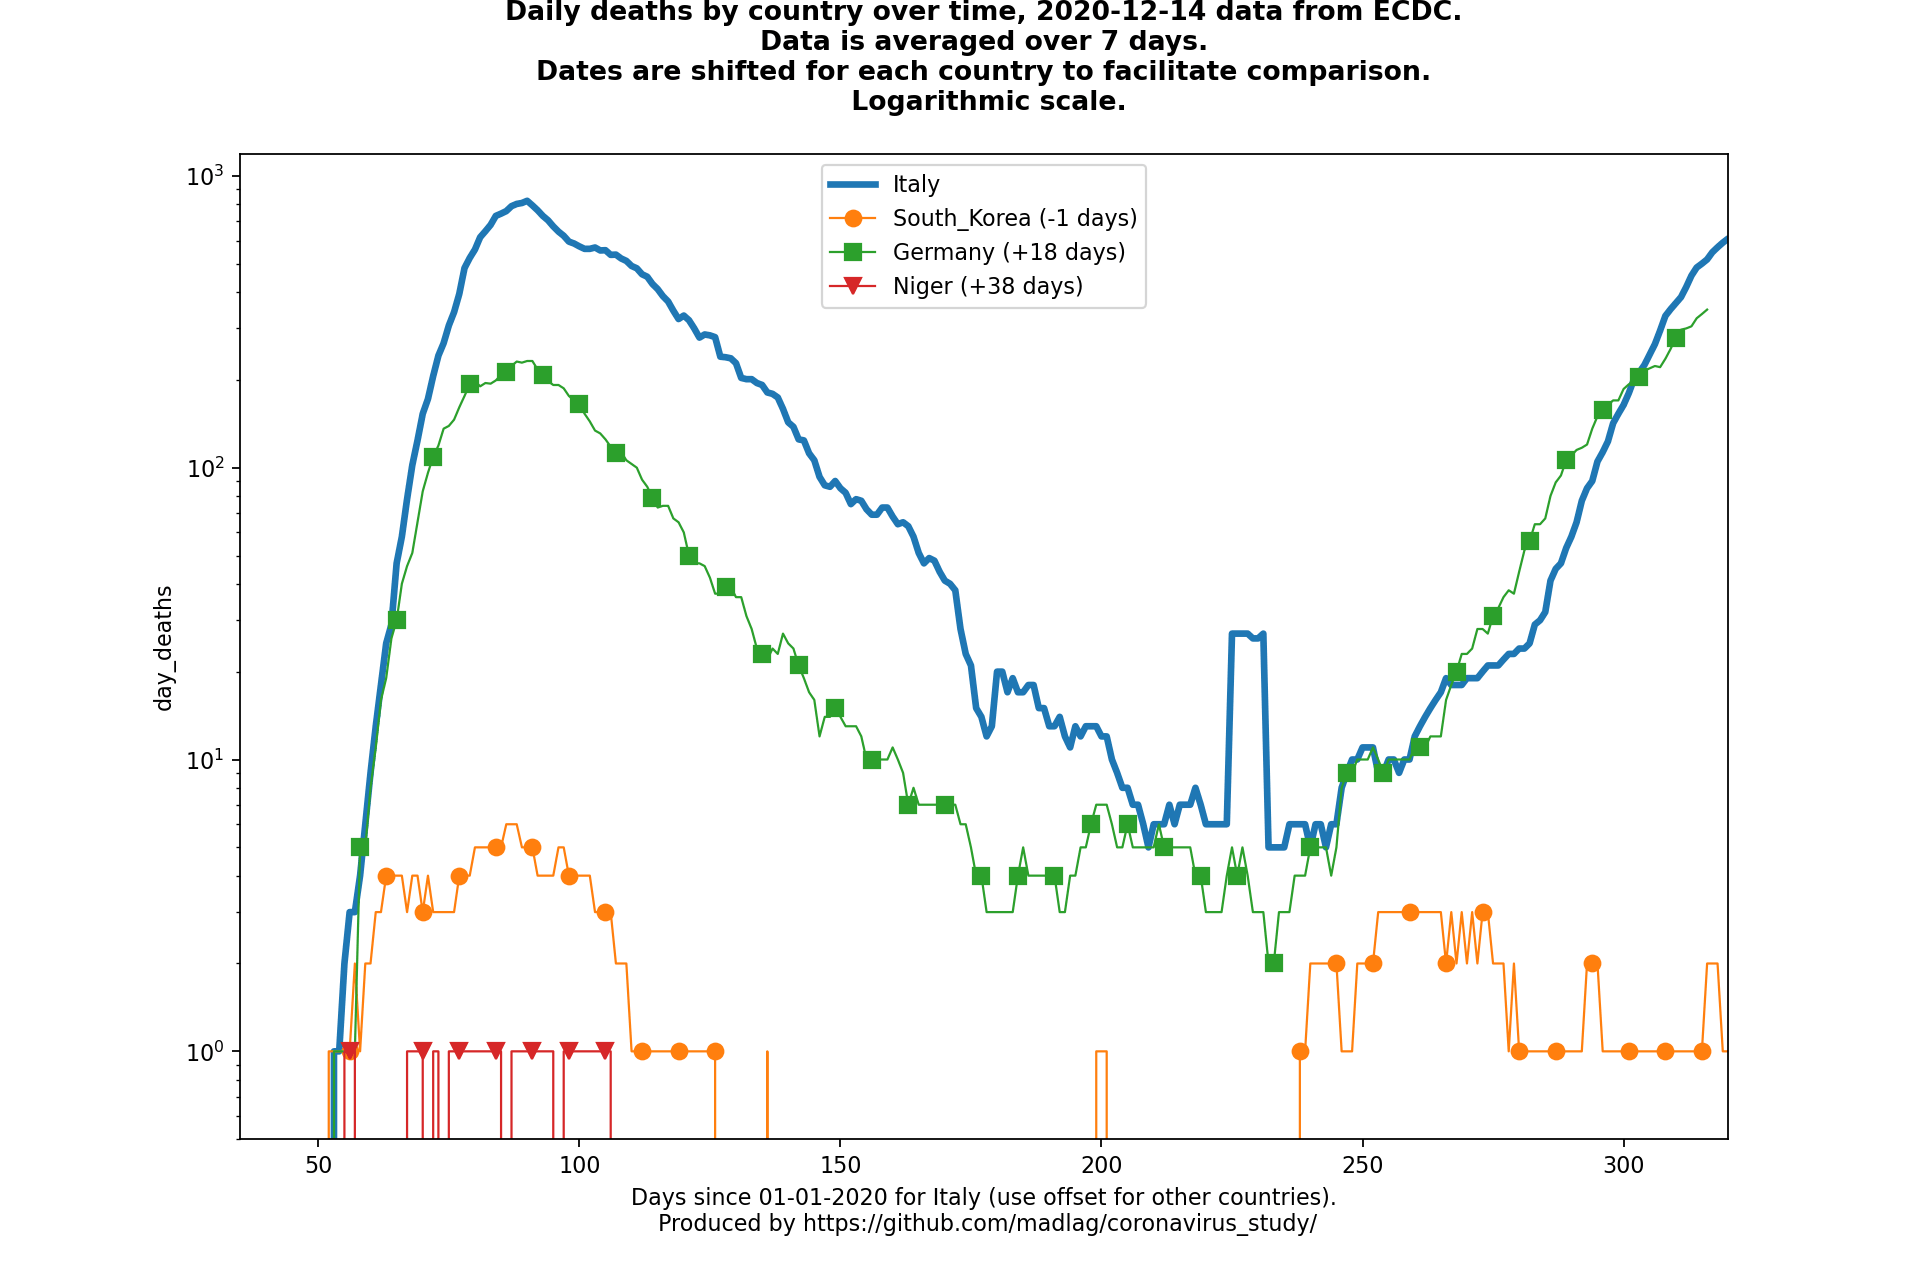 Daily deaths by country over time, 2020-12-14 data from ECDC.
Data is averaged over 7 days.
Dates are shifted for each country to facilitate comparison.
Logarithmic scale.
10³
10²
10¹
10⁰
day_deaths
Italy
South_Korea (-1 days)
Germany (+18 days)
Niger (+38 days)
50 100 150 200 250 300
Days since 01-01-2020 for Italy (use offset for other countries).
Produced by https://github.com/madlag/coronavirus_study/